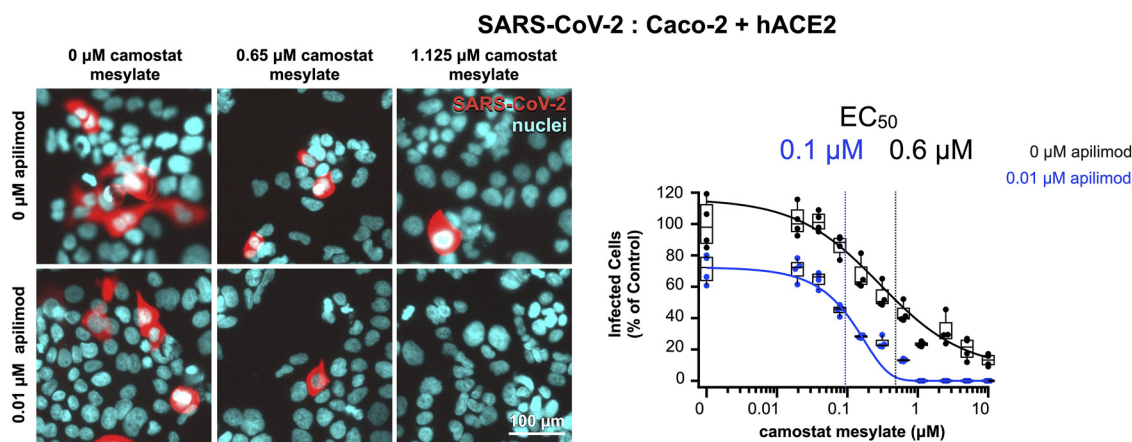 SARS-CoV-2 : Caco-2 + hACE2
0 µM camostat
mesylate
0.65 µM camostat
mesylate
1.125 µM camostat
mesylate
0 µM apilimod
0.01 µM apilimod
SARS-CoV-2
nuclei
100 µm
EC50
0.1 µM
0.6 µM
0 µM apilimod
0.01 µM apilimod
Infected Cells
(% of Control)
120
100
80
60
40
20
0
0
0.01
0.1
1
10
camostat mesylate (µM)